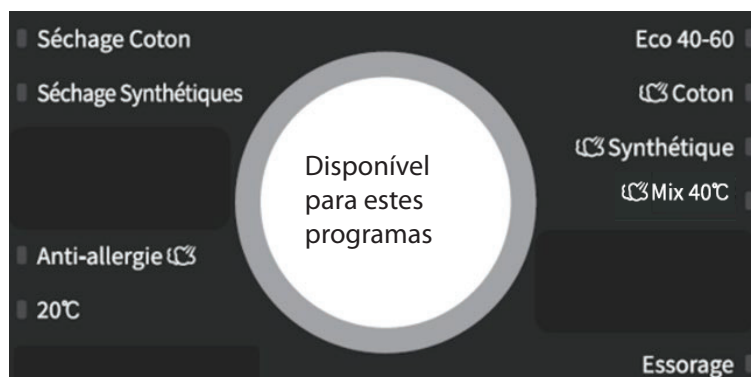 Séchage Coton
Séchage Synthétiques
Anti-allergie
20℃
Disponível
para estes
programas
Eco 40-60
Coton
Synthétique
Mix 40℃
Essorage